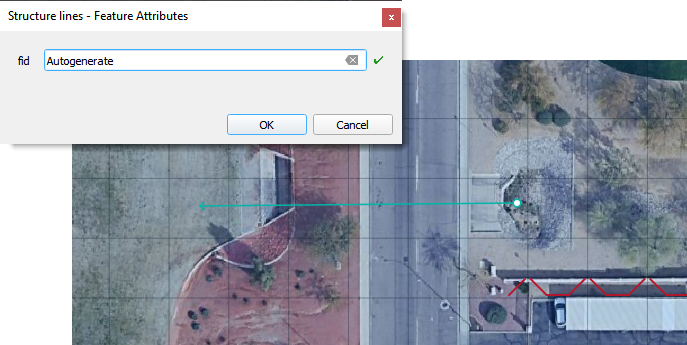 Structure lines - Feature Attributes
fid
Autogenerate
OK
Cancel